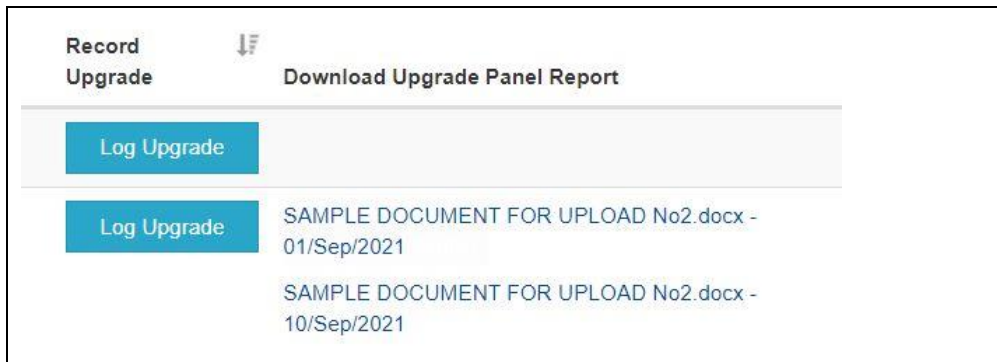 Record
Upgrade
Download Upgrade Panel Report
Log Upgrade
Log Upgrade
SAMPLE DOCUMENT FOR UPLOAD No2.docx -
01/Sep/2021
SAMPLE DOCUMENT FOR UPLOAD No2.docx -
10/Sep/2021